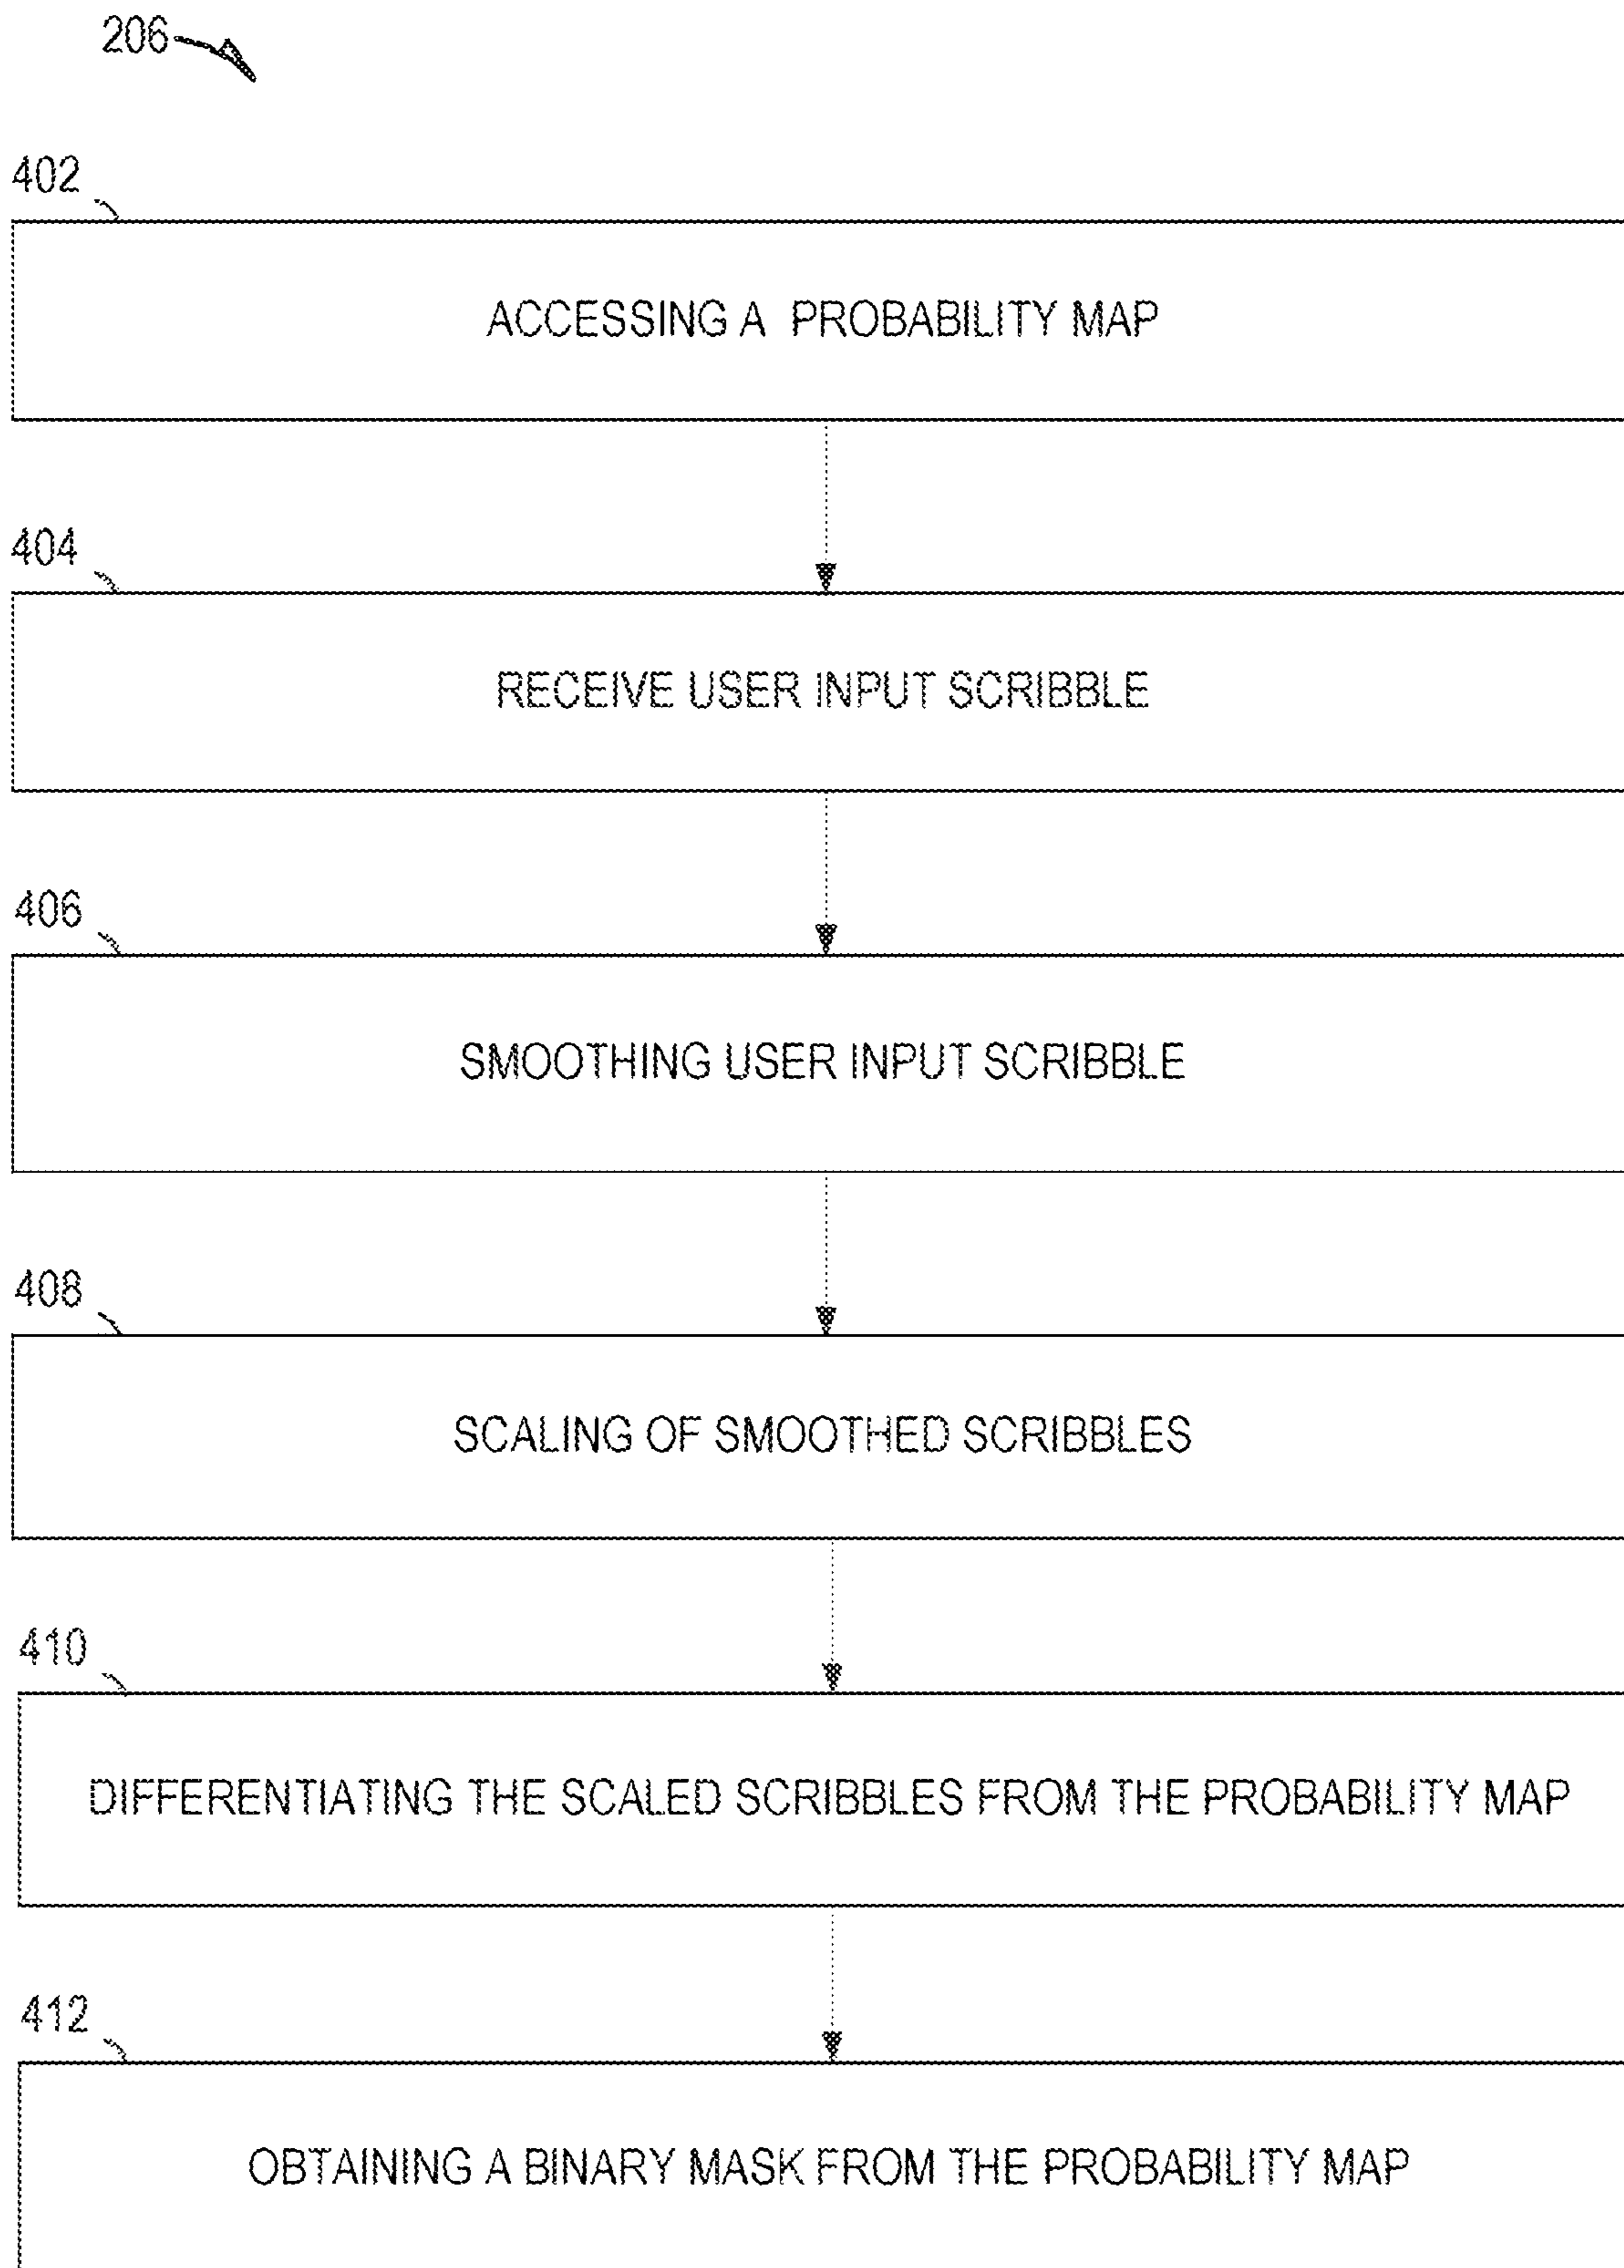 206
402
ACCESSING A PROBABILITY MAP
404
RECEIVE USER INPUT SCRIBBLE
406
SMOOTHING USER INPUT SCRIBBLE
408
SCALING OF SMOOTHED SCRIBBLES
410
DIFFERENTIATING THE SCALED SCRIBBLES FROM THE PROBABILITY MAP
412
OBTAINING A BINARY MASK FROM THE PROBABILITY MAP